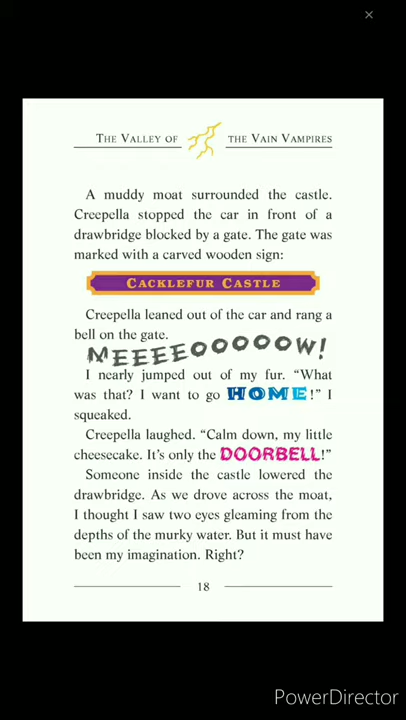 THE VALLEY OF THE VAIN VAMPIRES
A muddy moat surrounded the castle.
Creepella stopped the car in front of a
drawbridge blocked by a gate. The gate was
marked with a carved wooden sign:
CACKLEFUR CASTLE
Creepella leaned out of the car and rang a
bell on the gate.
MEEEEOOOOOW!
I nearly jumped out of my fur. “What
was that? I want to go HOME!” I
squeaked.
Creepella laughed. “Calm down, my little
cheesecake. It’s only the DOORBELL!”
Someone inside the castle lowered the
drawbridge. As we drove across the moat,
I thought I saw two eyes gleaming from the
depths of the murky water. But it must have
been my imagination. Right?
18
PowerDirector